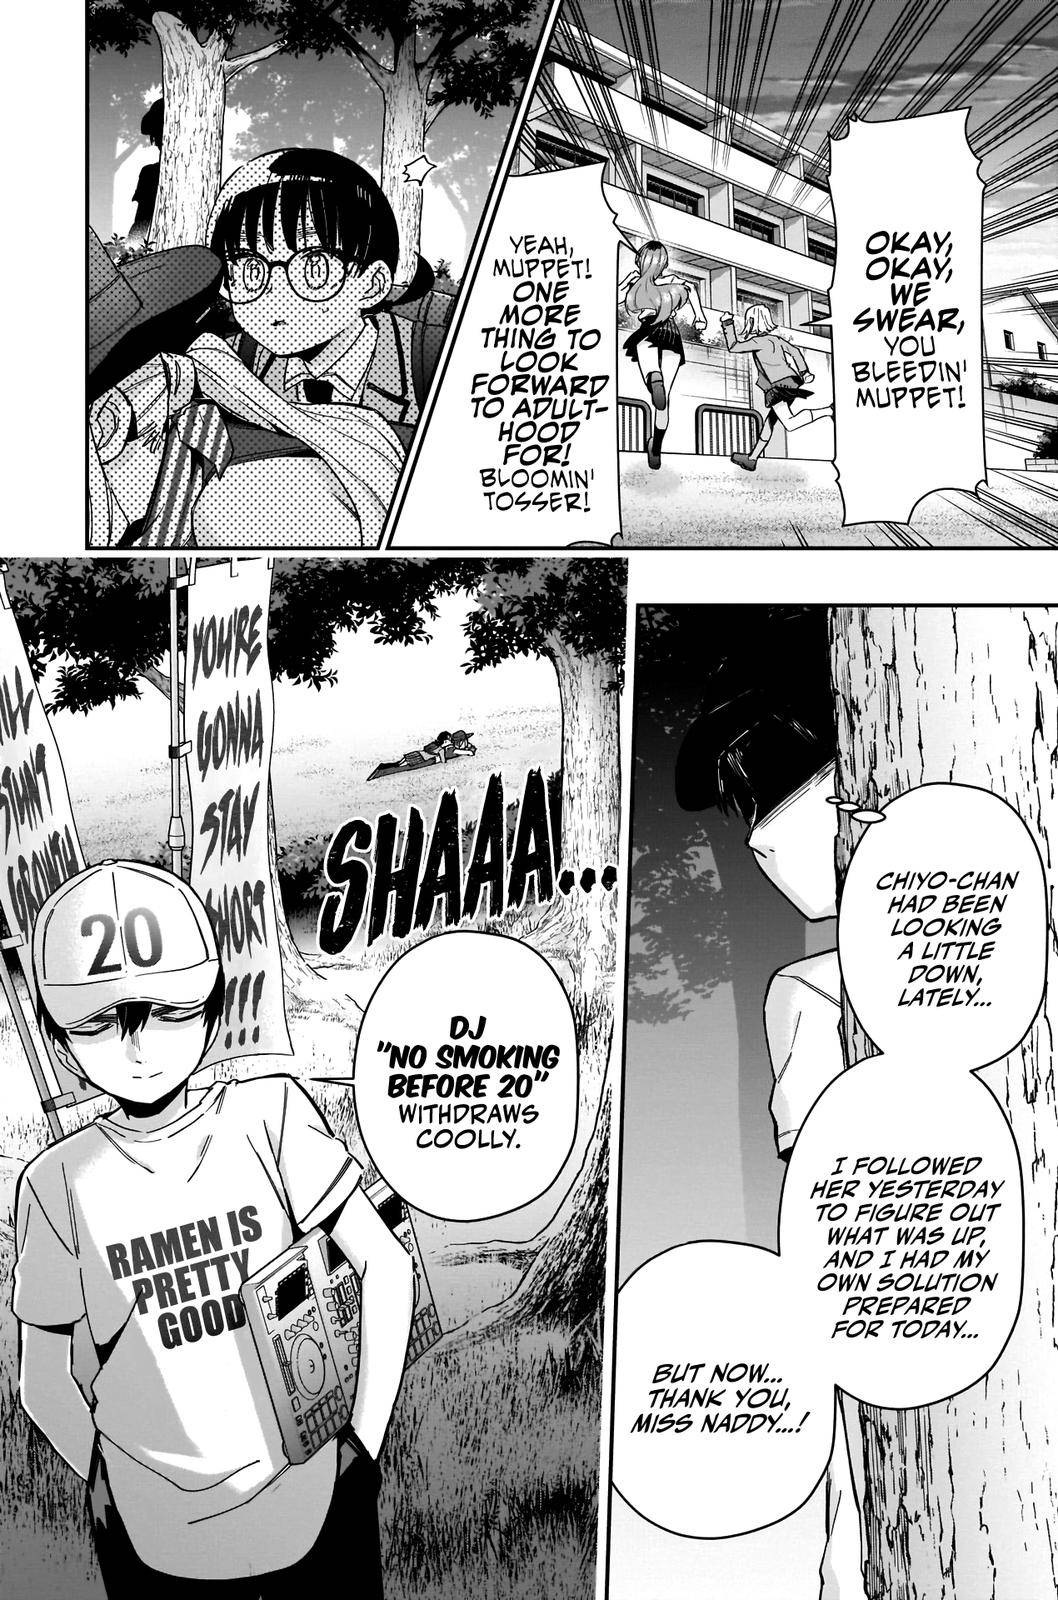 OKAY,
OKAY,
WE
SWEAR,
YOU
BLEEDIN'
MUPPET!
YEAH,
MUPPET!
ONE
MORE
THING TO
LOOK
FORWARD
TO ADULT-
HOOD
FOR!
BLOOMIN'
TOSSER!
CHIYO-CHAN
HAD BEEN
LOOKING
A LITTLE
DOWN,
LATELY...
I FOLLOWED
HER YESTERDAY
TO FIGURE OUT
WHAT WAS UP,
AND I HAD MY
OWN SOLUTION
PREPARED
FOR TODAY...
BUT NOW...
THANK YOU,
MISS NADDY...!
YOU'RE
GONNA
STAY
SHORT
!!!
STUNT
GROWTH
SHAAA...
20
DJ
"NO SMOKING
BEFORE 20"
WITHDRAWS
COOLLY.
RAMEN IS
PRETTY
GOOD